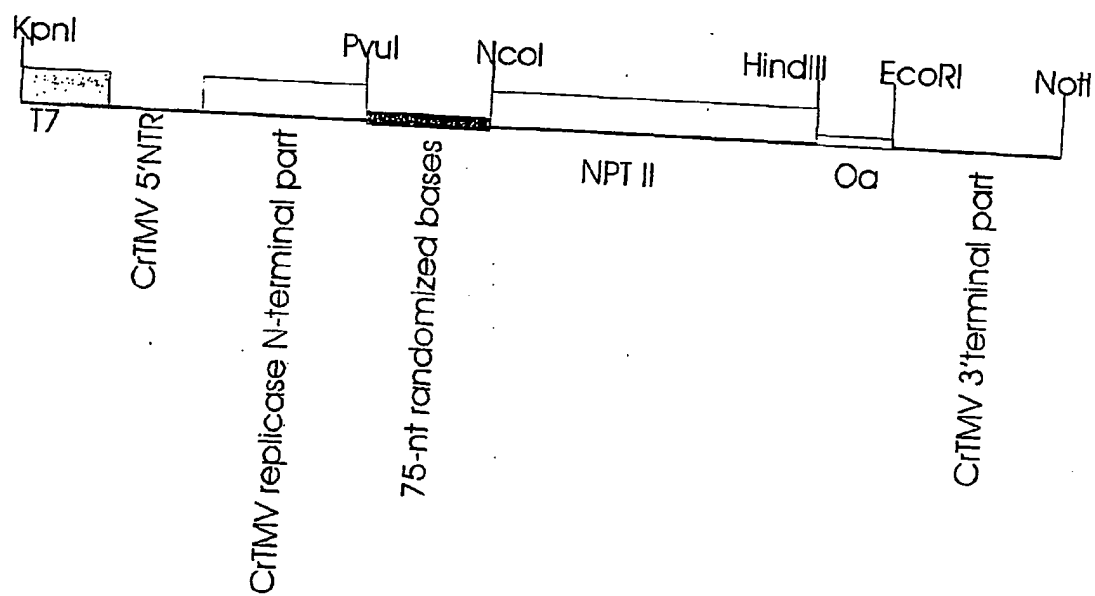 KpnI
PvuI
NcoI
HindIII
EcoRI
NotI
T7
CrTMV 5'NTR
CrTMV replicase N-terminal part
75-nt randomized bases
NPT II
Oa
CrTMV 3'terminal part